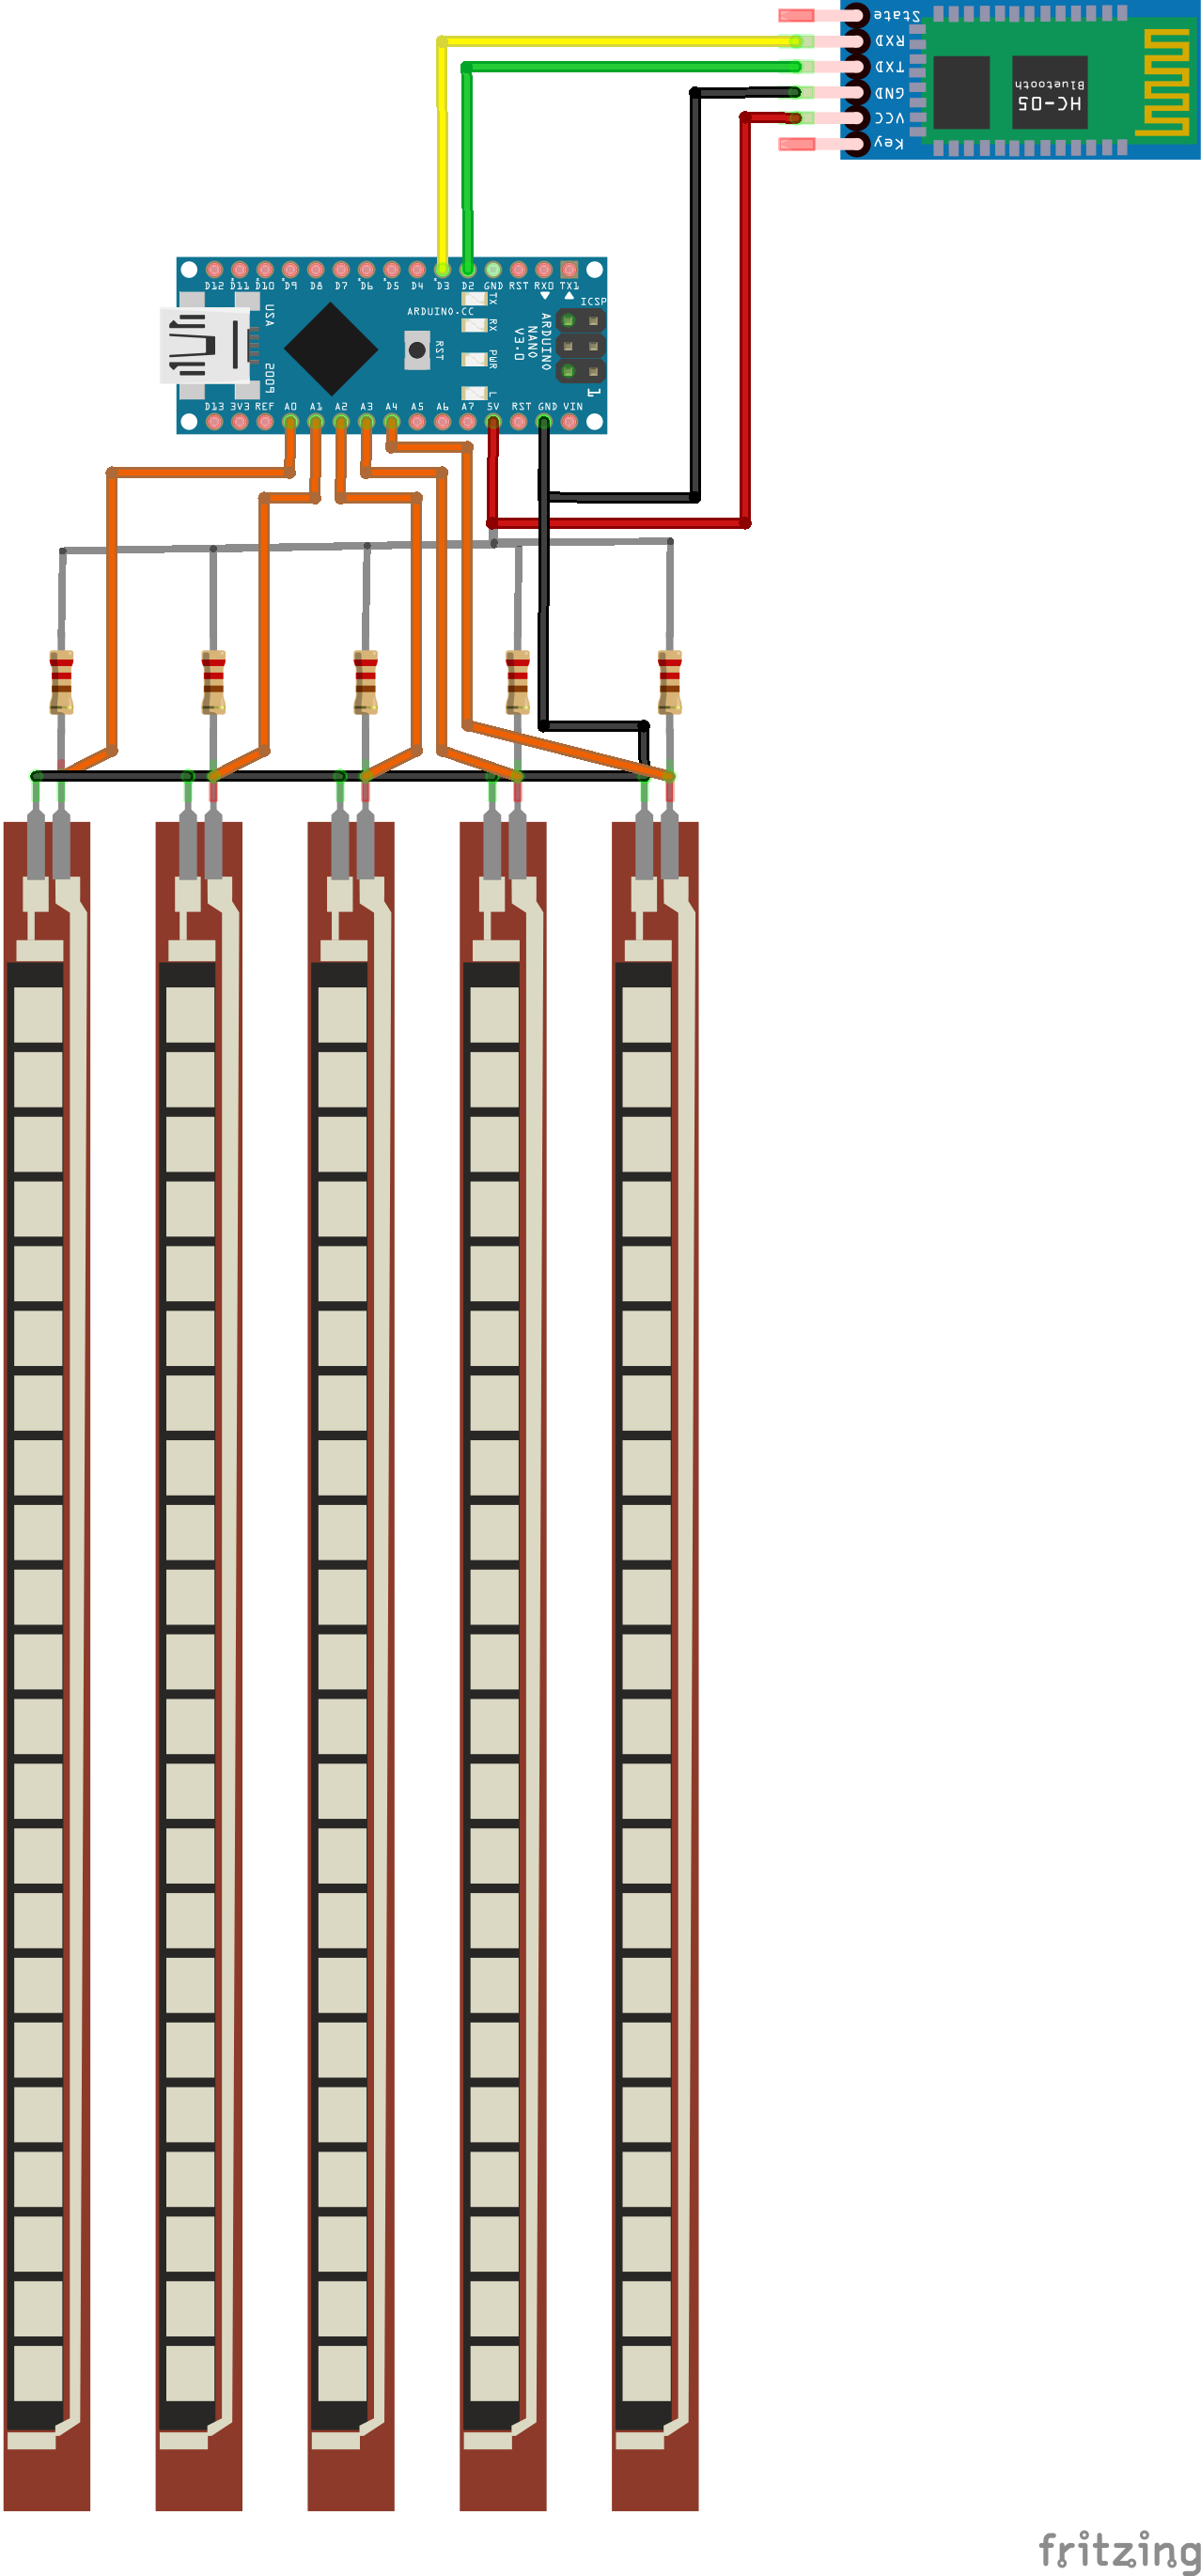 State
RXD
TXD
GND
VCC
Key
HC-05
Bluetooth
D12 D11 D10 D9 D8 D7 D6 D5 D4 D3 D2 GND RST RX0 TX1
USA
2009
ARDUINO.CC
RST
TX
RX
PWR
L
ARDUINO
NANO
V3.0
ICSP
1
D13 3V3 REF A0 A1 A2 A3 A4 A5 A6 A7 5V RST GND VIN
fritzing